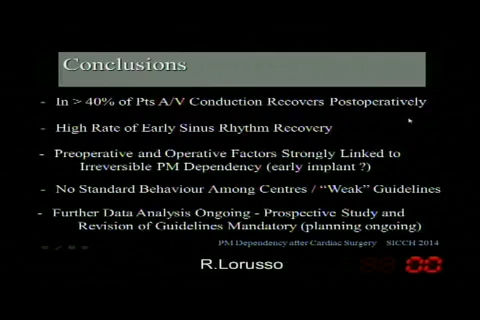 Conclusions
- In > 40% of Pts A/V Conduction Recovers Postoperatively
- High Rate of Early Sinus Rhythm Recovery
- Preoperative and Operative Factors Strongly Linked to
Irreversible PM Dependency (early implant ?)
- No Standard Behaviour Among Centres / "Weak" Guidelines
- Further Data Analysis Ongoing - Prospective Study and
Revision of Guidelines Mandatory (planning ongoing)
PM Dependency after Cardiac Surgery SICCH 2014
R.Lorusso
00